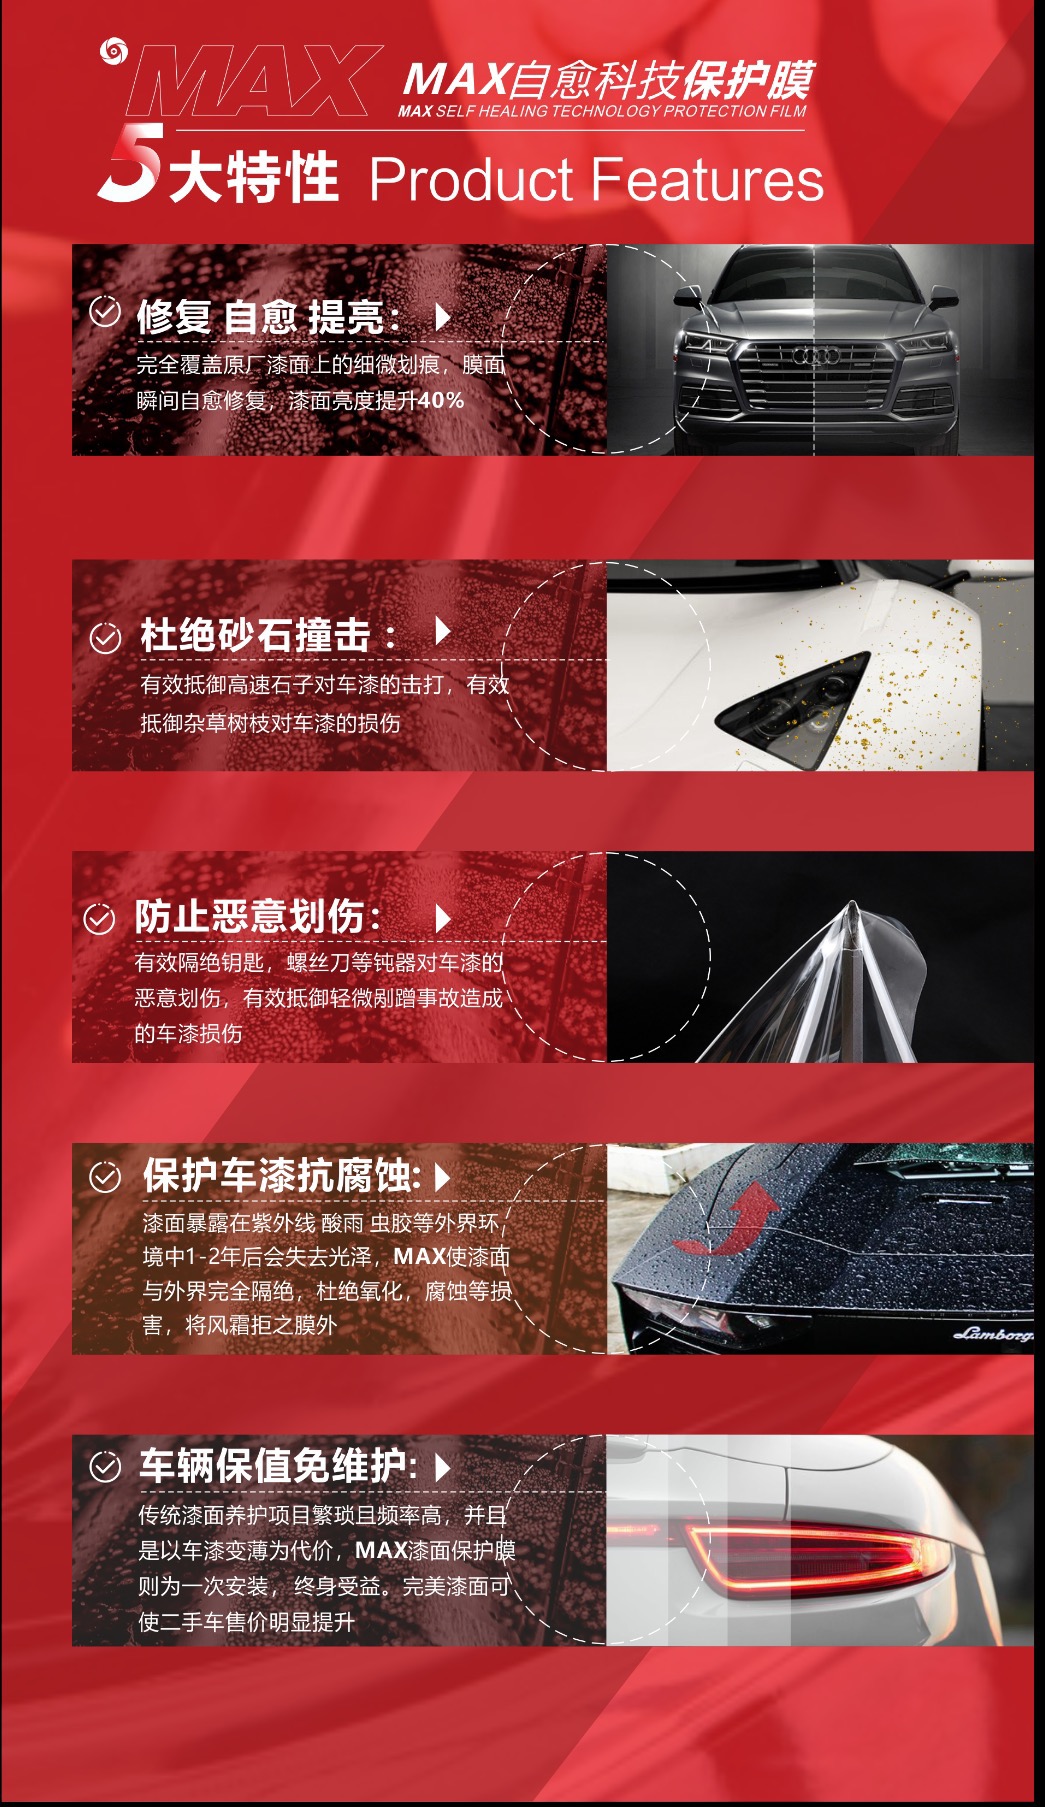 MAX
MAX自愈科技保护膜
MAX SELF HEALING TECHNOLOGY PROTECTION FILM
5大特性 Product Features
修复 自愈 提亮：
完全覆盖原厂漆面上的细微划痕，膜面
瞬间自愈修复，漆面亮度提升40%
杜绝砂石撞击：
有效抵御高速石子对车漆的击打，有效
抵御杂草树枝对车漆的损伤
防止恶意划伤：
有效隔绝钥匙，螺丝刀等钝器对车漆的
恶意划伤，有效抵御轻微剐蹭事故造成
的车漆损伤
保护车漆抗腐蚀:
漆面暴露在紫外线 酸雨 虫胶等外界环
境中1-2年后会失去光泽，MAX使漆面
与外界完全隔绝，杜绝氧化，腐蚀等损
害，将风霜拒之膜外
Lamborg
车辆保值免维护:
传统漆面养护项目繁琐且频率高，并且
是以车漆变薄为代价，MAX漆面保护膜
则为一次安装， 终身受益。完美漆面可
使二手车售价明显提升